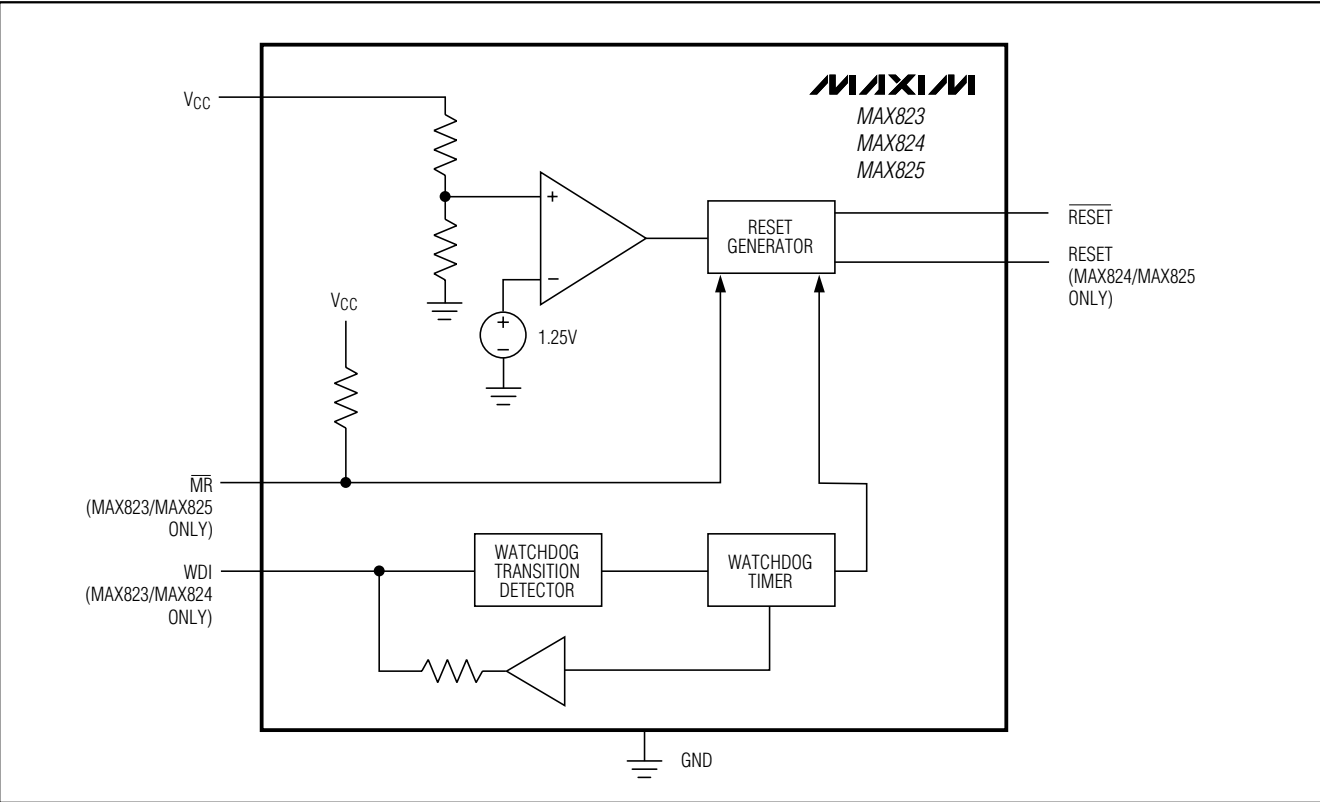 VCC
MAXIM
MAX823
MAX824
MAX825
+
−
RESET
GENERATOR
RESET
RESET
(MAX824/MAX825
ONLY)
VCC
+
−
1.25V
MR
(MAX823/MAX825
ONLY)
WATCHDOG
TRANSITION
DETECTOR
WATCHDOG
TIMER
WDI
(MAX823/MAX824
ONLY)
GND